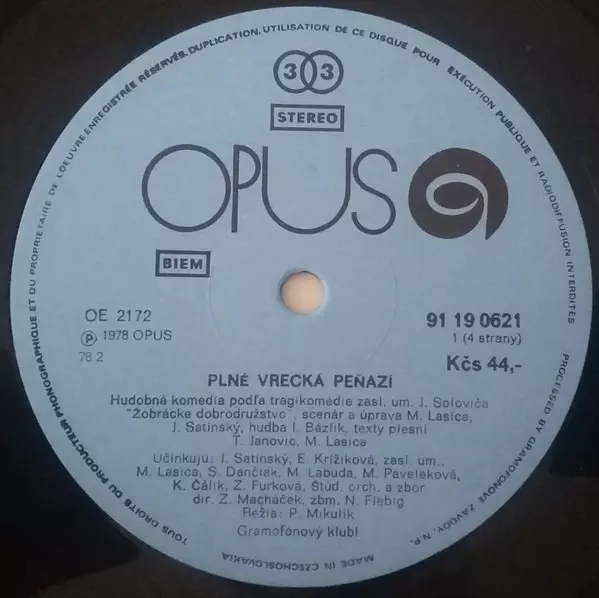 TOUS DROITS DU PRODUCTEUR PHONOGRAPHIQUE ET DU PROPRIETAIRE DE L'OEUVRE ENREGISTRÉE RÉSERVÉS. DUPLICATION, UTILISATION DE CE DISQUE POUR EXÉCUTION PUBLIQUE ET RADIODIFFUSION INTERDITES
33
STEREO
OPUS
BIEM
OE 2172
Ⓟ 1978 OPUS
78 2
91 19 0621
1 (4 strany)
Kčs 44,-
PLNÉ VRECKÁ PEŇAZÍ
Hudobná komédia podľa tragikomédie zasl. um. J. Soloviča
"Žobrácke dobrodružstvo", scenár a úprava M. Lasica,
J. Satinský, hudba I. Bázlik, texty piesní
T. Janovic, M. Lasica
Účinkujú: J. Satinský, E. Krížiková, zasl. um.,
M. Lasica, S. Dančiak, M. Labuda, M. Paveleková,
K. Čálik, Z. Furková, Štúd. orch. a zbor
dir. Z. Macháček, zbm. N. Fiebig
Réžia: P. Mikulík
Gramofónový klub!
PROCESSED BY GRAMOFONOVÉ ZÁVODY, N.P.
MADE IN CZECHOSLOVAKIA